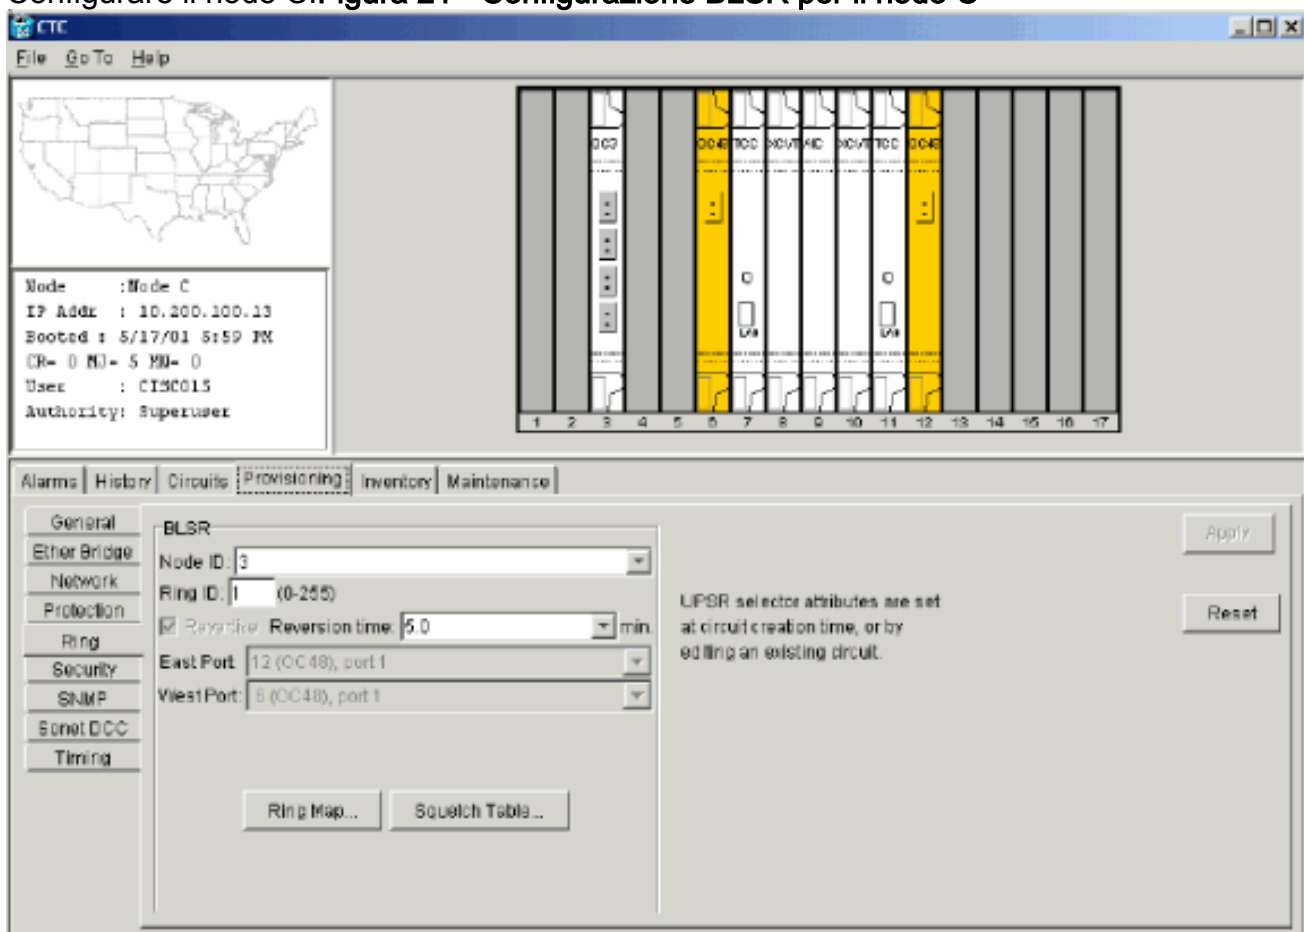 Configurare il nodo C.Figura 21 - Configurazione BLSR per il nodo C
CTC
File Go To Help
OC3 OC48 TCC XC/VT AIC XC/VT TCC OC48
LAN LAN
1 2 3 4 5 6 7 8 9 10 11 12 13 14 15 16 17
Node :Node C
IP Addr : 10.200.100.13
Booted : 5/17/01 5:59 PM
CR- 0 MJ- 5 MN- 0
User : CISCO15
Authority: Superuser
Alarms History Circuits Provisioning Inventory Maintenance
General
Ether Bridge
Network
Protection
Ring
Security
SNMP
Sonet DCC
Timing
BLSR
Node ID: 3
Ring ID: 1 (0-255)
Revertive Reversion time: 5.0 min.
East Port: 12 (OC48), port 1
West Port: 6 (OC48), port 1
Ring Map... Squelch Table...
UPSR selector attributes are set
at circuit creation time, or by
editing an existing circuit.
Apply
Reset